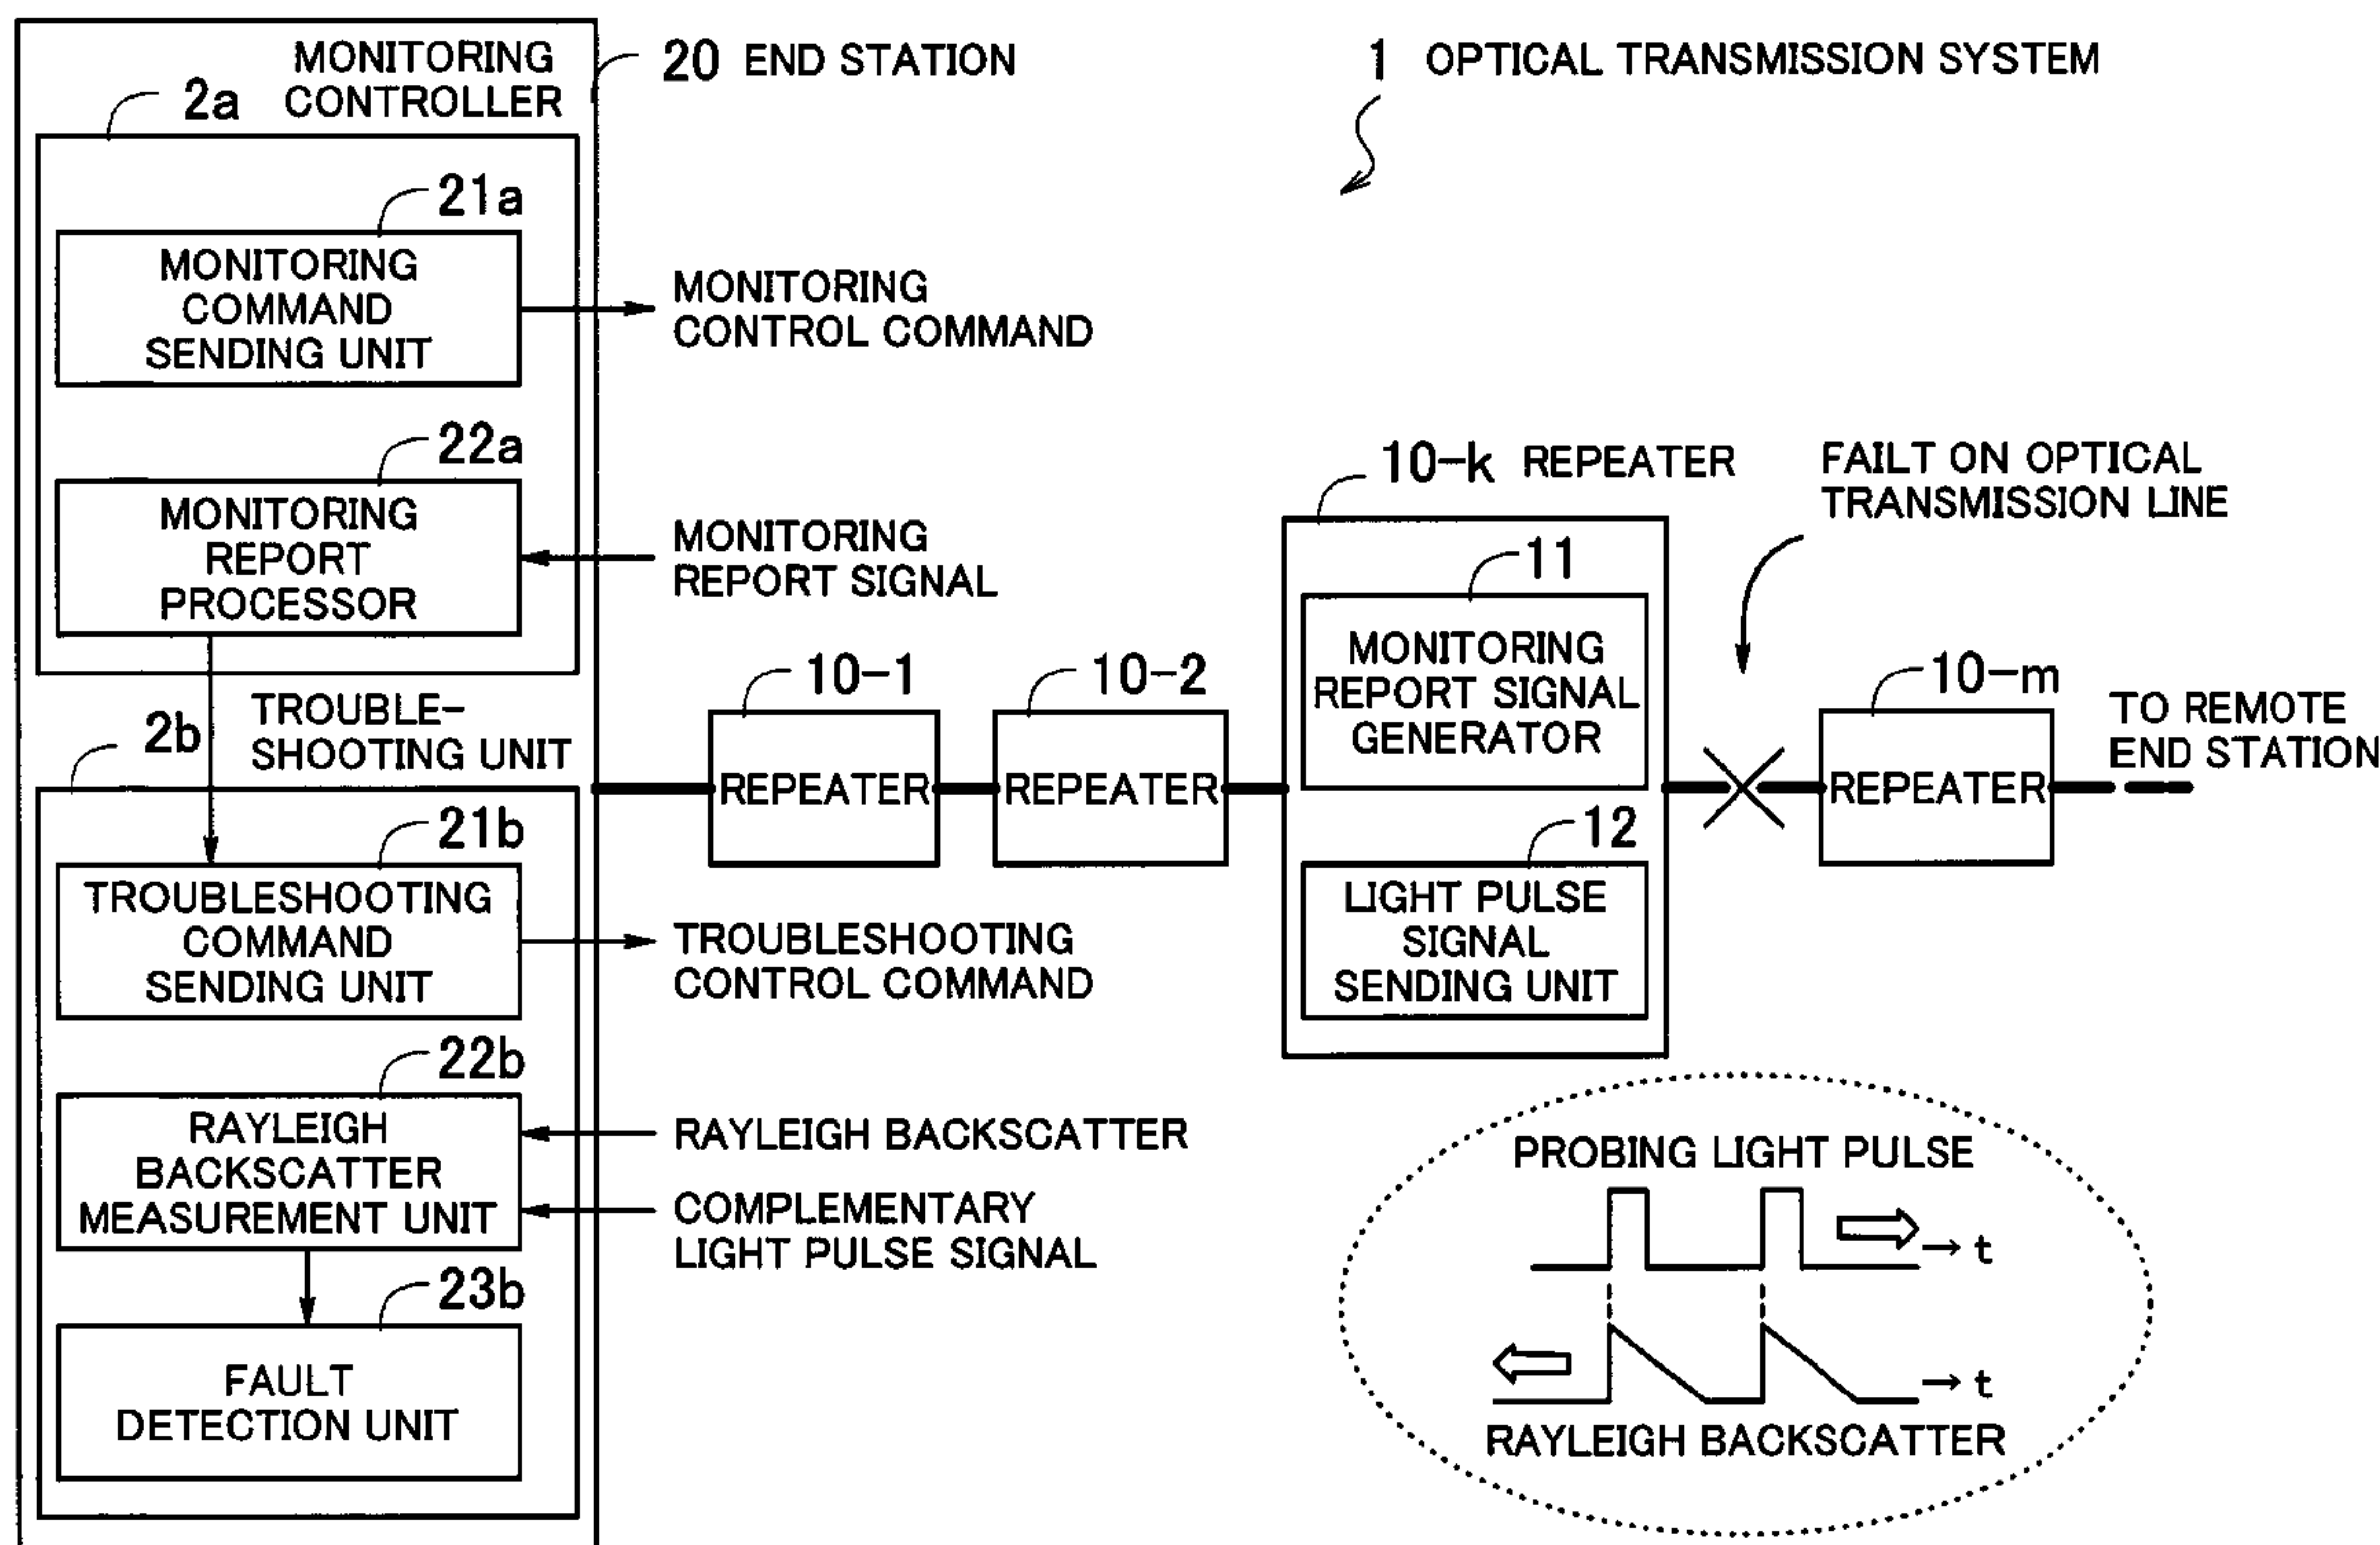 MONITORING
CONTROLLER
2a
20 END STATION
1 OPTICAL TRANSMISSION SYSTEM
21a
MONITORING
COMMAND
SENDING UNIT
MONITORING
CONTROL COMMAND
22a
MONITORING
REPORT
PROCESSOR
MONITORING
REPORT SIGNAL
10-k REPEATER
FAILT ON OPTICAL
TRANSMISSION LINE
11
MONITORING
REPORT SIGNAL
GENERATOR
12
LIGHT PULSE
SIGNAL
SENDING UNIT
10-1
REPEATER
10-2
REPEATER
10-m
REPEATER
TO REMOTE
END STATION
2b
TROUBLE-
SHOOTING UNIT
21b
TROUBLESHOOTING
COMMAND
SENDING UNIT
TROUBLESHOOTING
CONTROL COMMAND
22b
RAYLEIGH
BACKSCATTER
MEASUREMENT UNIT
RAYLEIGH BACKSCATTER
COMPLEMENTARY
LIGHT PULSE SIGNAL
23b
FAULT
DETECTION UNIT
PROBING LIGHT PULSE
→ t
→ t
RAYLEIGH BACKSCATTER